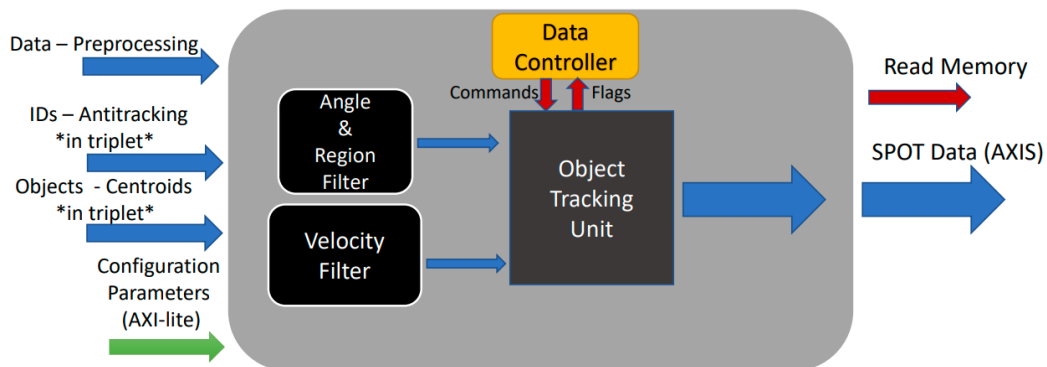 Data – Preprocessing
IDs – Antitracking
*in triplet*
Objects - Centroids
*in triplet*
Configuration
Parameters
(AXI-lite)
Data
Controller
Commands
Flags
Angle
&
Region
Filter
Velocity
Filter
Object
Tracking
Unit
Read Memory
SPOT Data (AXIS)